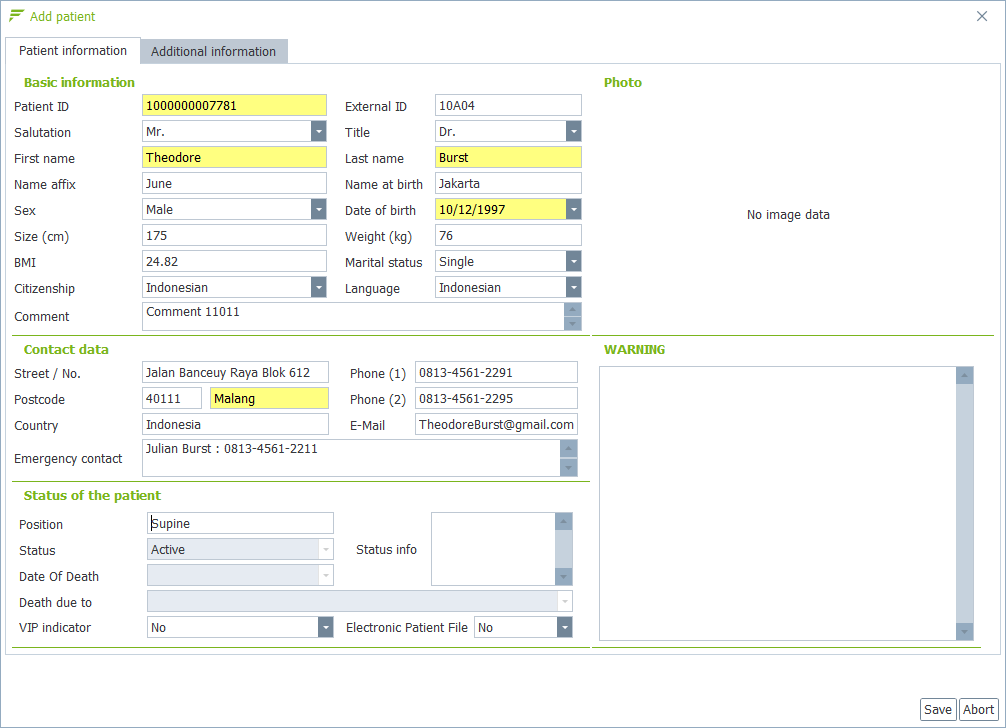 Add patient
Patient information Additional information
Basic information
Patient ID 1000000007781 External ID 10A04
Salutation Mr. Title Dr.
First name Theodore Last name Burst
Name affix June Name at birth Jakarta
Sex Male Date of birth 10/12/1997
Size (cm) 175 Weight (kg) 76
BMI 24.82 Marital status Single
Citizenship Indonesian Language Indonesian
Comment Comment 11011
Photo
No image data
Contact data
Street / No. Jalan Banceuy Raya Blok 612 Phone (1) 0813-4561-2291
Postcode 40111 Malang Phone (2) 0813-4561-2295
Country Indonesia E-Mail TheodoreBurst@gmail.com
Emergency contact Julian Burst : 0813-4561-2211
WARNING
Status of the patient
Position Supine
Status Active Status info
Date Of Death
Death due to
VIP indicator No Electronic Patient File No
Save Abort